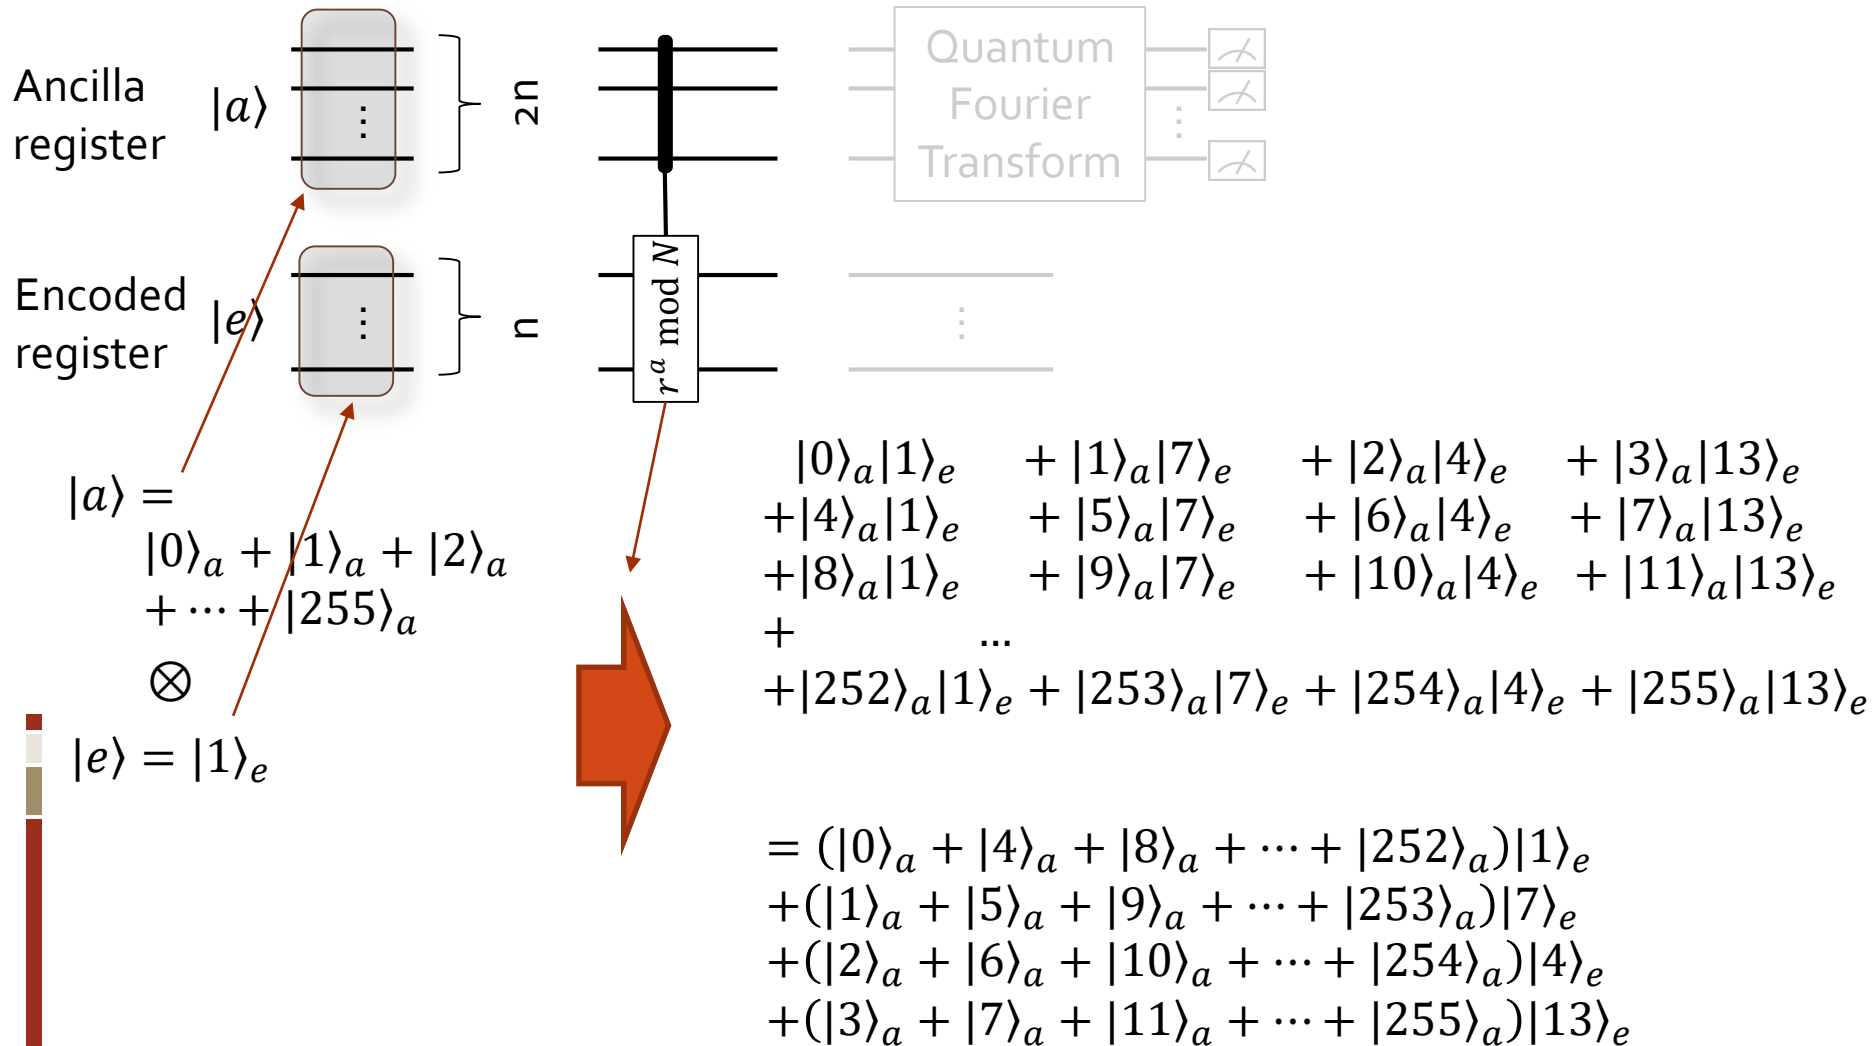 Ancilla
register
|a⟩
⋮
2n
Quantum
Fourier
Transform
⋮
Encoded
register
|e⟩
⋮
n
r^a mod N
⋮
|a⟩ =
|0⟩_a + |1⟩_a + |2⟩_a
+ ⋯ + |255⟩_a
⊗
|e⟩ = |1⟩_e
|0⟩_a|1⟩_e + |1⟩_a|7⟩_e + |2⟩_a|4⟩_e + |3⟩_a|13⟩_e
+|4⟩_a|1⟩_e + |5⟩_a|7⟩_e + |6⟩_a|4⟩_e + |7⟩_a|13⟩_e
+|8⟩_a|1⟩_e + |9⟩_a|7⟩_e + |10⟩_a|4⟩_e + |11⟩_a|13⟩_e
+ ...
+|252⟩_a|1⟩_e + |253⟩_a|7⟩_e + |254⟩_a|4⟩_e + |255⟩_a|13⟩_e
= (|0⟩_a + |4⟩_a + |8⟩_a + ⋯ + |252⟩_a)|1⟩_e
+(|1⟩_a + |5⟩_a + |9⟩_a + ⋯ + |253⟩_a)|7⟩_e
+(|2⟩_a + |6⟩_a + |10⟩_a + ⋯ + |254⟩_a)|4⟩_e
+(|3⟩_a + |7⟩_a + |11⟩_a + ⋯ + |255⟩_a)|13⟩_e